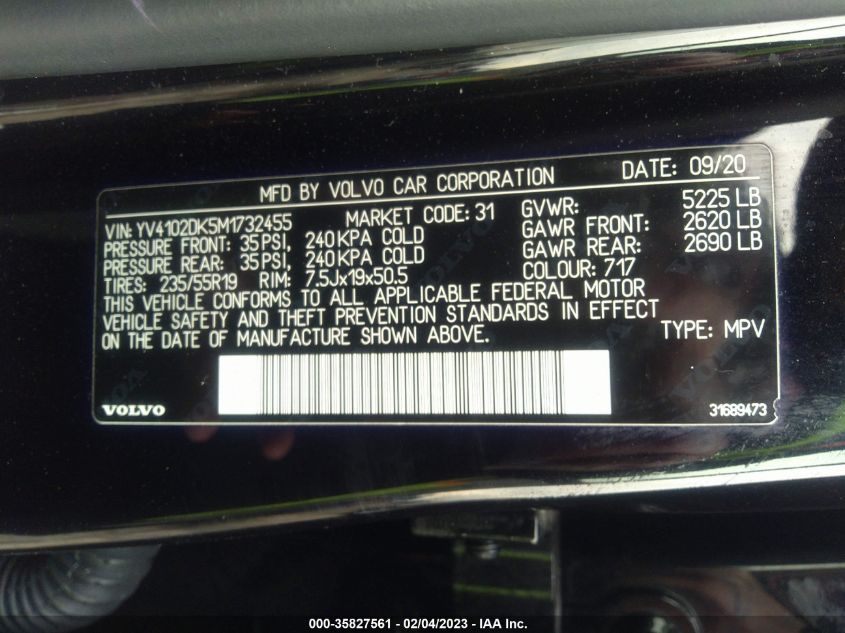 MFD BY VOLVO CAR CORPORATION DATE: 09/20
VIN: YV4102DK5M1732455 MARKET CODE: 31 GVWR: 5225 LB
PRESSURE FRONT: 35 PSI, 240 KPA COLD GAWR FRONT: 2620 LB
PRESSURE REAR: 35 PSI, 240 KPA COLD GAWR REAR: 2690 LB
TIRES: 235/55R19 RIM: 7.5Jx19x50.5 COLOUR: 717
THIS VEHICLE CONFORMS TO ALL APPLICABLE FEDERAL MOTOR
VEHICLE SAFETY AND THEFT PREVENTION STANDARDS IN EFFECT
ON THE DATE OF MANUFACTURE SHOWN ABOVE. TYPE: MPV
VOLVO 31689473
000-35827561 - 02/04/2023 - IAA Inc.